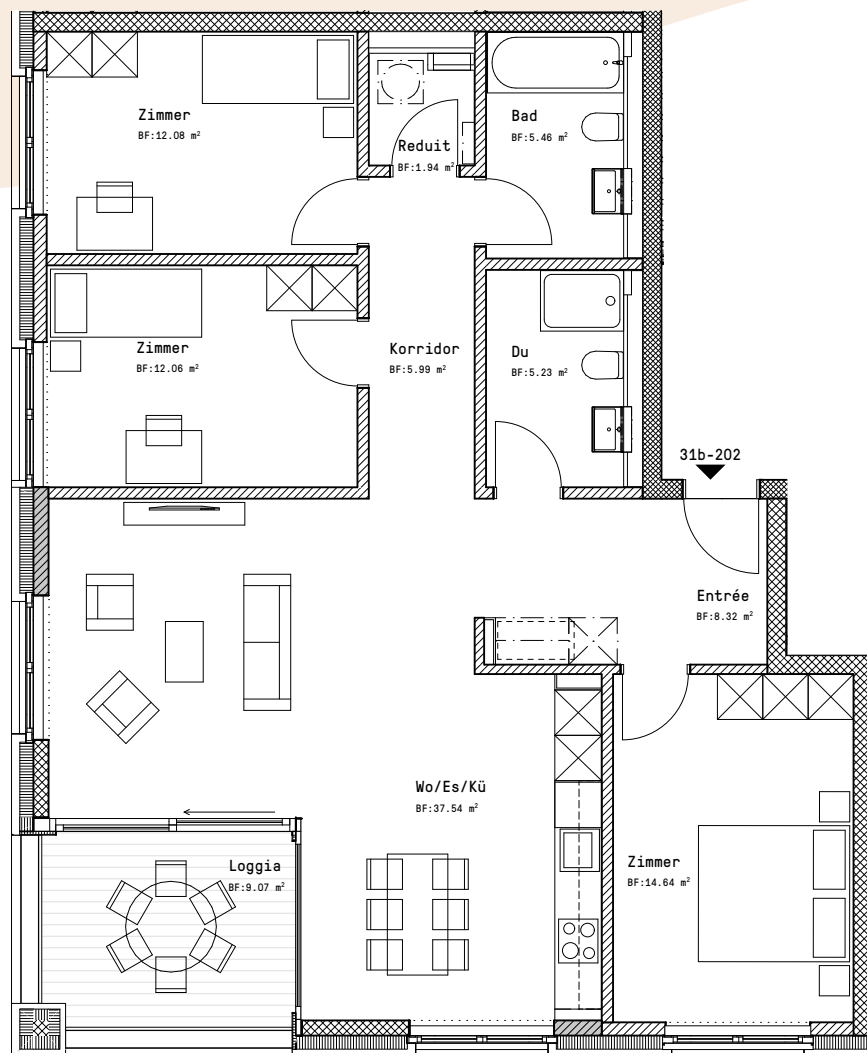 Zimmer
BF:12.08 m²
Reduit
BF:1.94 m²
Bad
BF:5.46 m²
Zimmer
BF:12.06 m²
Korridor
BF:5.99 m²
Du
BF:5.23 m²
31b-202
Entrée
BF:8.32 m²
Wo/Es/Kü
BF:37.54 m²
Loggia
BF:9.07 m²
Zimmer
BF:14.64 m²